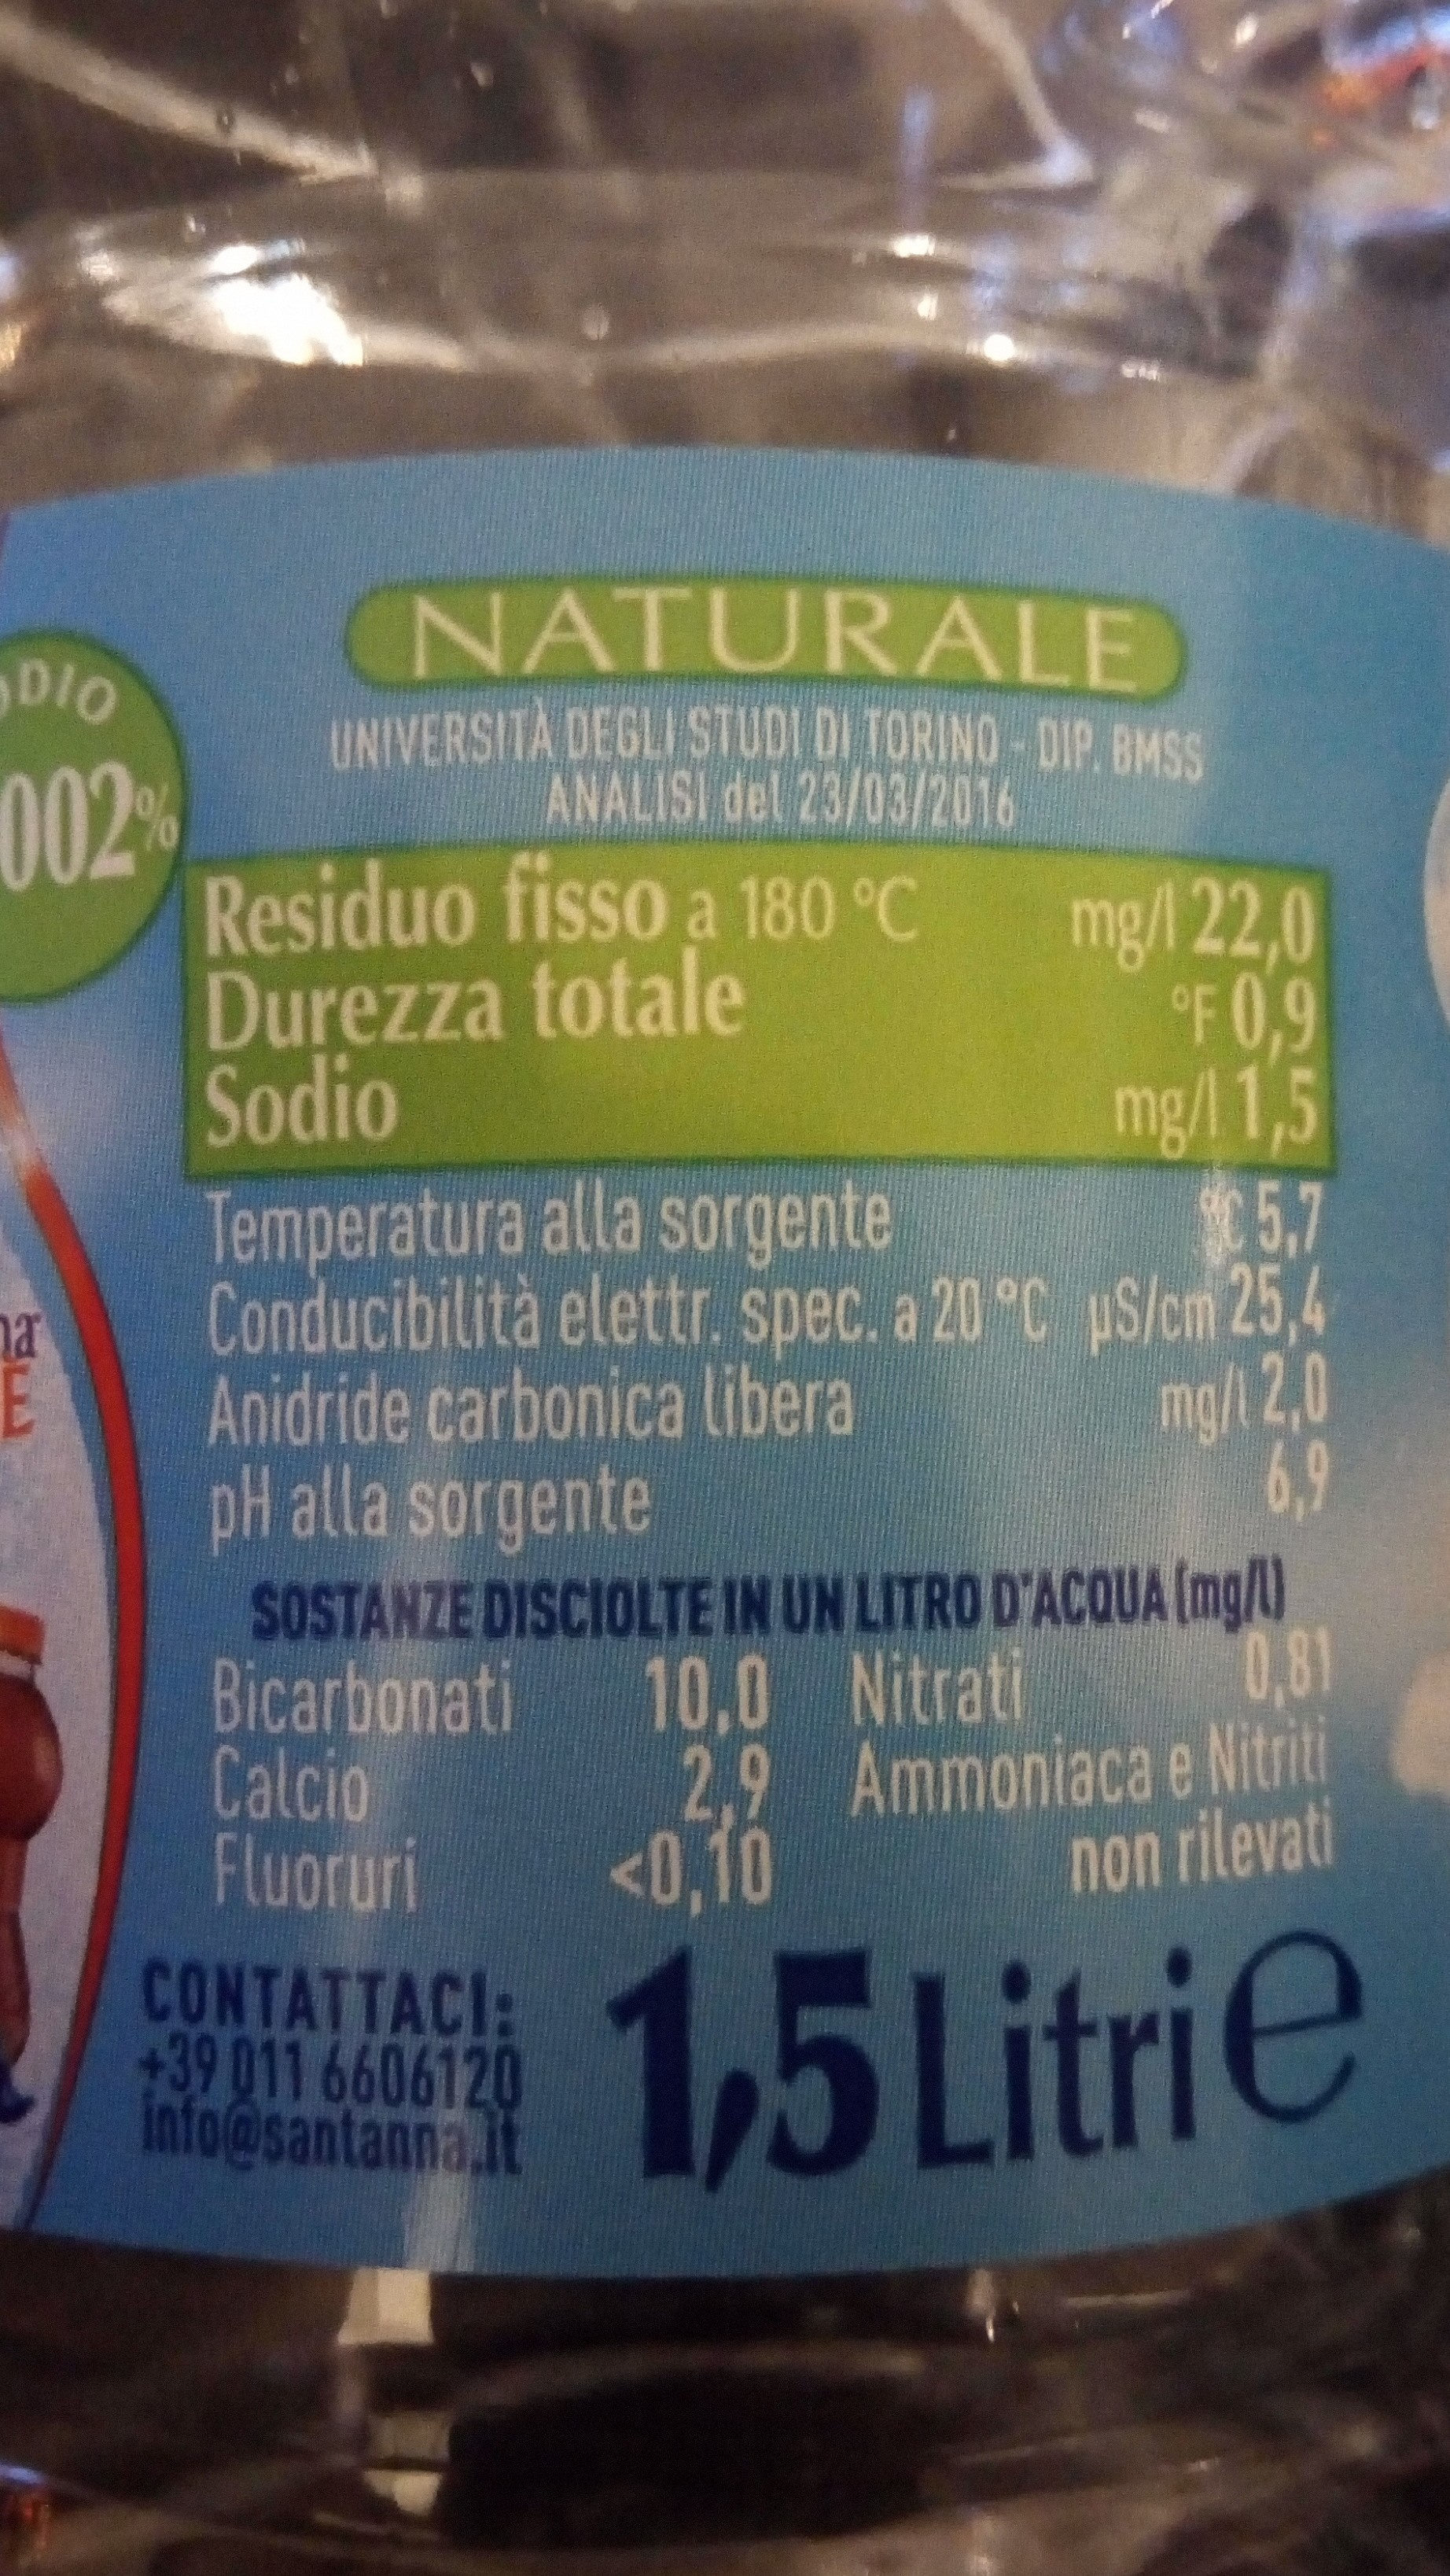 NATURALE
UNIVERSITÀ DEGLI STUDI DI TORINO - DIP. BMSS
ANALISI del 23/03/2016
002%
Residuo fisso a 180 °C mg/l 22,0
Durezza totale °F 0,9
Sodio mg/l 1,5
Temperatura alla sorgente °C 5,7
Conducibilità elettr. spec. a 20 °C µS/cm 25,4
Anidride carbonica libera mg/l 2,0
pH alla sorgente 6,9
SOSTANZE DISCIOLTE IN UN LITRO D'ACQUA (mg/l)
Bicarbonati 10,0 Nitrati 0,81
Calcio 2,9 Ammoniaca e Nitriti
Fluoruri <0,10 non rilevati
CONTATTACI:
+39 011 6606120
info@santanna.it
1,5 Litri e